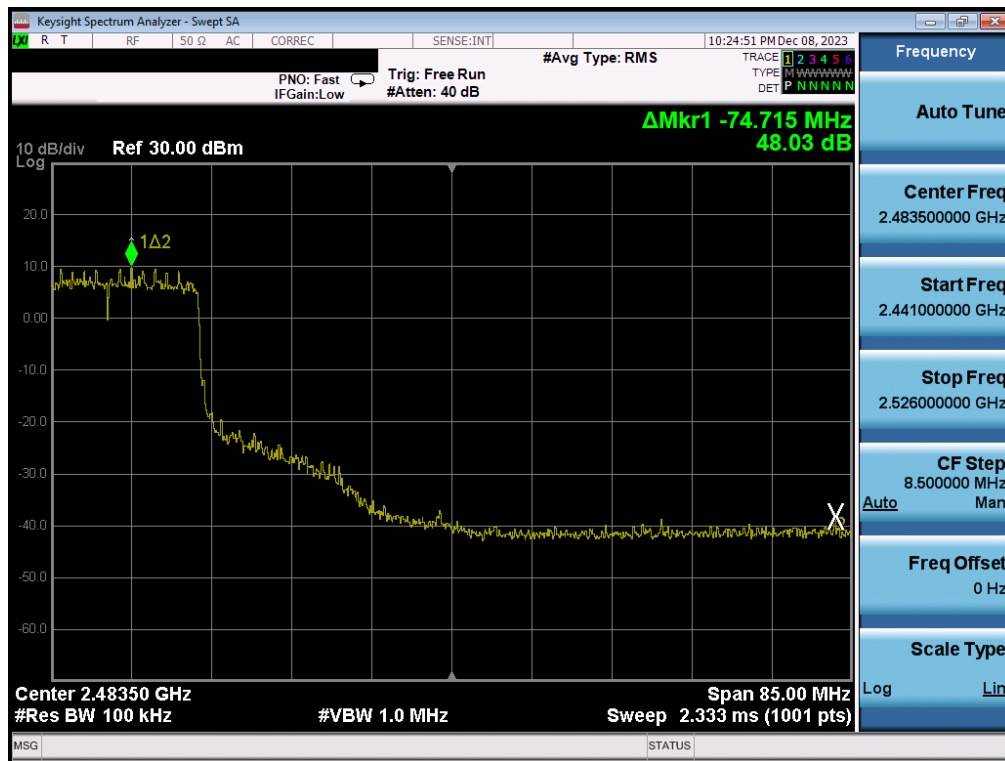 Keysight Spectrum Analyzer - Swept SA
LXI R T RF 50 Ω AC CORREC SENSE:INT 10:24:51 PM Dec 08, 2023
#Avg Type: RMS
TRACE 1 2 3 4 5 6
PNO: Fast Trig: Free Run
TYPE M W W W W W
IFGain:Low #Atten: 40 dB
DET P N N N N N
ΔMkr1 -74.715 MHz
48.03 dB
10 dB/div Ref 30.00 dBm
Log
20.0
1Δ2
10.0
0.00
-10.0
-20.0
-30.0
-40.0
-50.0
-60.0
Center 2.48350 GHz Span 85.00 MHz
#Res BW 100 kHz #VBW 1.0 MHz Sweep 2.333 ms (1001 pts)
MSG STATUS
Frequency
Auto Tune
Center Freq
2.483500000 GHz
Start Freq
2.441000000 GHz
Stop Freq
2.526000000 GHz
CF Step
8.500000 MHz
Auto Man
Freq Offset
0 Hz
Scale Type
Log Lin